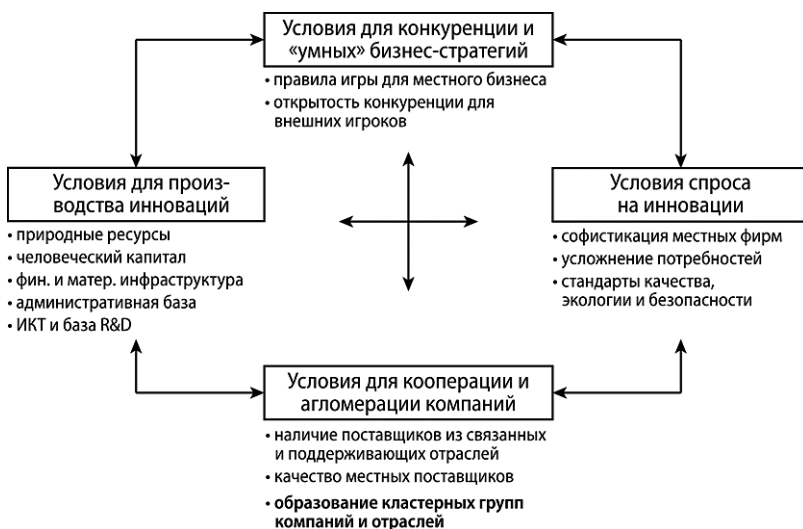 Условия для конкуренции и
«умных» бизнес-стратегий
• правила игры для местного бизнеса
• открытость конкуренции для
внешних игроков
Условия для произ-
водства инноваций
• природные ресурсы
• человеческий капитал
• фин. и матер. инфраструктура
• административная база
• ИКТ и база R&D
Условия спроса
на инновации
• софистикация местных фирм
• усложнение потребностей
• стандарты качества,
экологии и безопасности
Условия для кооперации и
агломерации компаний
• наличие поставщиков из связанных
и поддерживающих отраслей
• качество местных поставщиков
• образование кластерных групп
компаний и отраслей